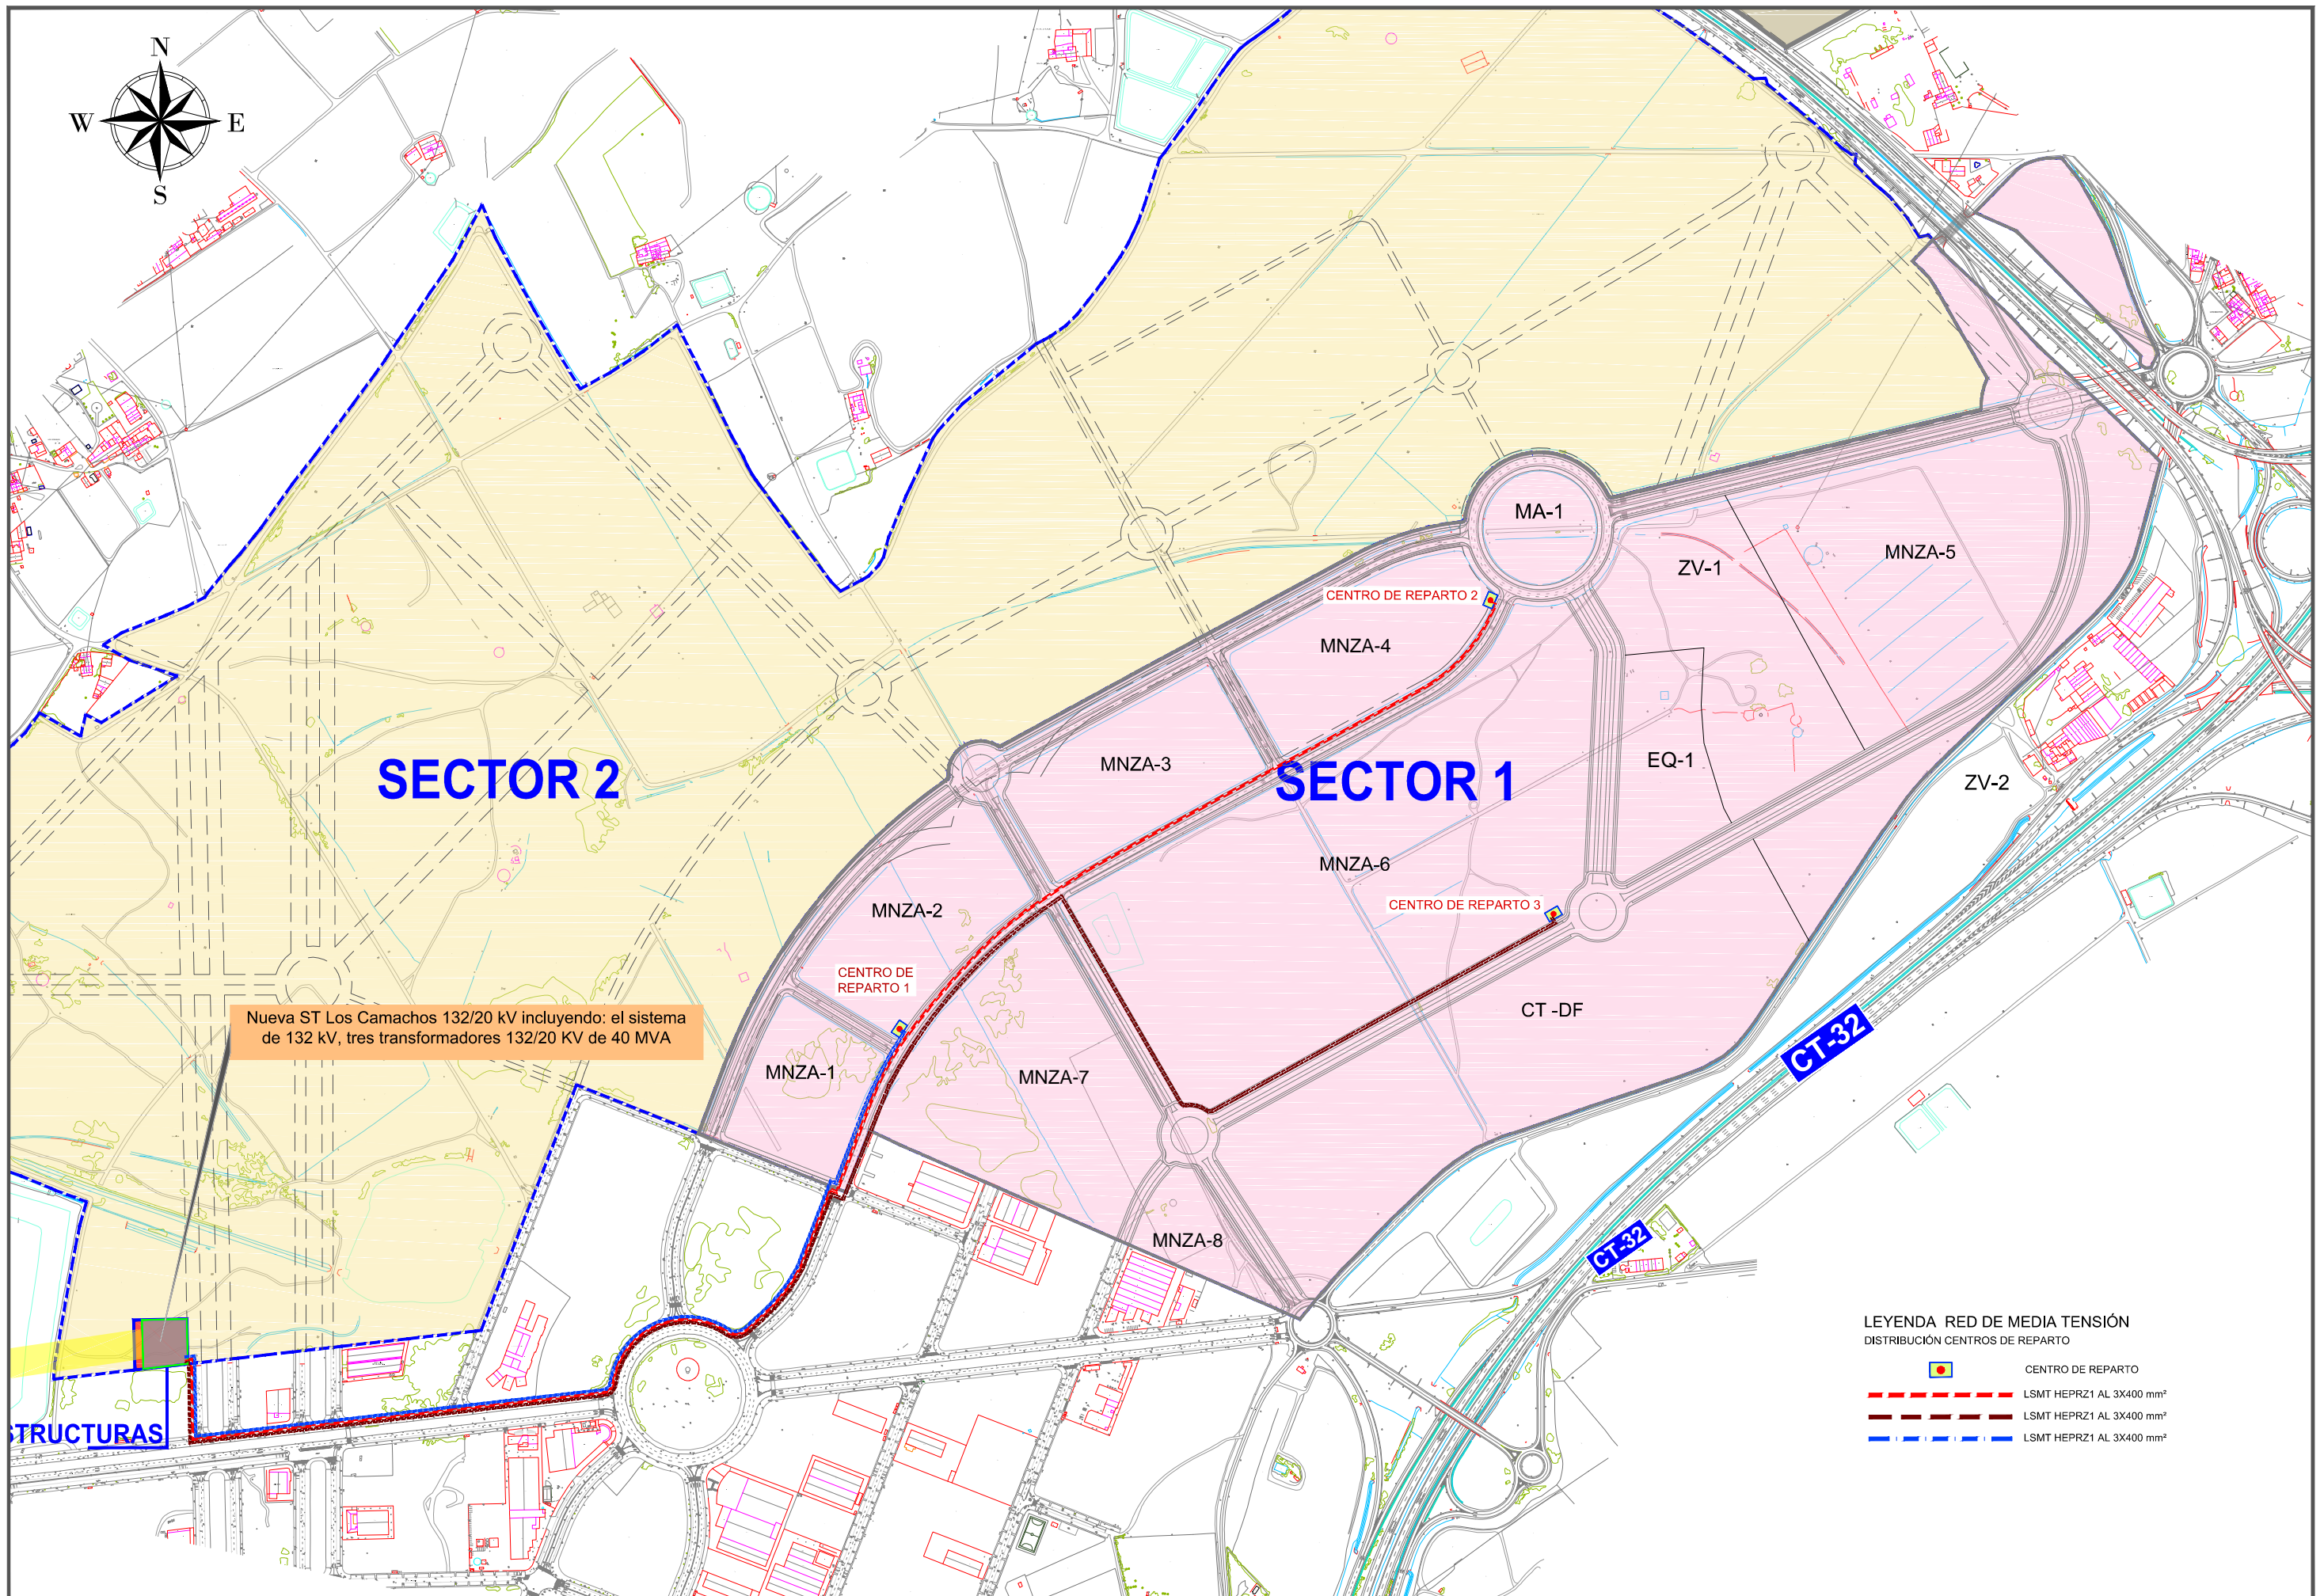 N
W
E
S
MA-1
ZV-1
MNZA-5
CENTRO DE REPARTO 2
MNZA-4
SECTOR 2
MNZA-3
SECTOR 1
EQ-1
ZV-2
MNZA-6
MNZA-2
CENTRO DE REPARTO 3
CENTRO DE
REPARTO 1
CT -DF
Nueva ST Los Camachos 132/20 kV incluyendo: el sistema
de 132 kV, tres transformadores 132/20 KV de 40 MVA
CT-32
MNZA-1
MNZA-7
MNZA-8
CT-32
STRUCTURAS
LEYENDA RED DE MEDIA TENSIÓN
DISTRIBUCIÓN CENTROS DE REPARTO
CENTRO DE REPARTO
LSMT HEPRZ1 AL 3X400 mm²
LSMT HEPRZ1 AL 3X400 mm²
LSMT HEPRZ1 AL 3X400 mm²